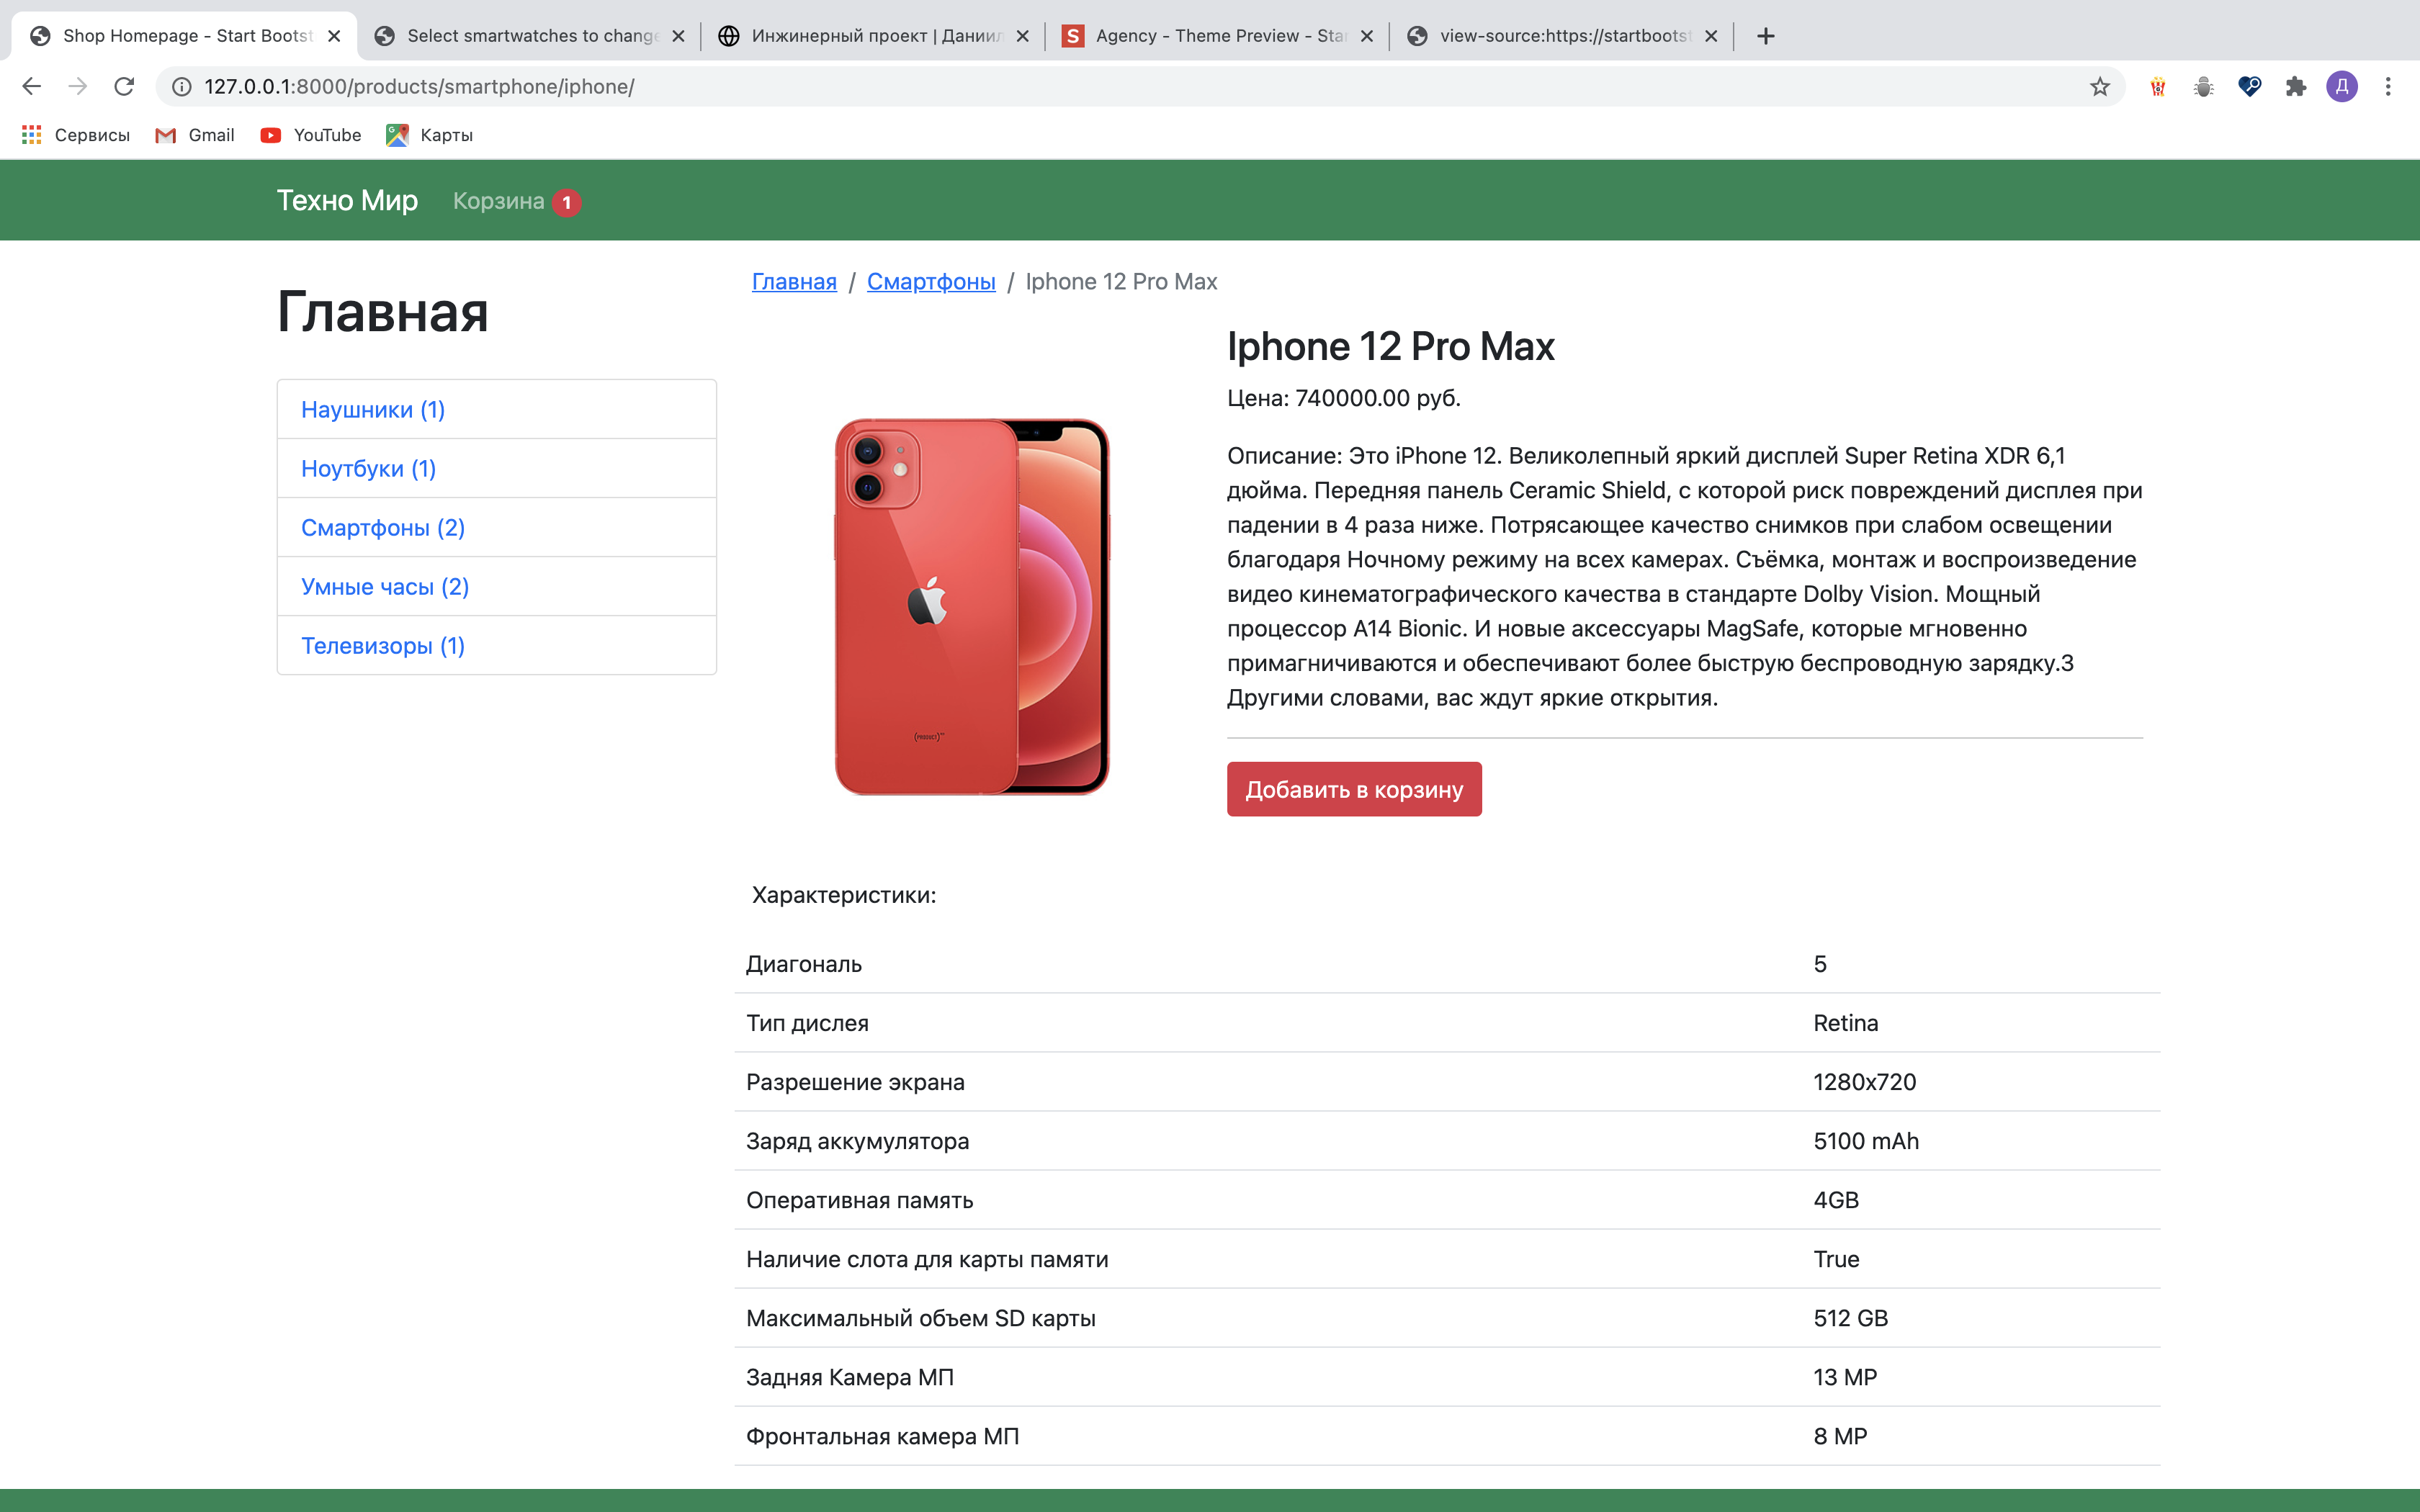 Shop Homepage - Start Bootst
Select smartwatches to change
Инжинерный проект | Даниил
S Agency - Theme Preview - Sta
view-source:https://startbootst
127.0.0.1:8000/products/smartphone/iphone/
Д
Сервисы
Gmail
YouTube
Карты
Техно Мир
Корзина 1
Главная / Смартфоны / Iphone 12 Pro Max
Главная
Наушники (1)
Ноутбуки (1)
Смартфоны (2)
Умные часы (2)
Телевизоры (1)
(PRODUCT)
Iphone 12 Pro Max
Цена: 740000.00 руб.
Описание: Это iPhone 12. Великолепный яркий дисплей Super Retina XDR 6,1
дюйма. Передняя панель Ceramic Shield, с которой риск повреждений дисплея при
падении в 4 раза ниже. Потрясающее качество снимков при слабом освещении
благодаря Ночному режиму на всех камерах. Съёмка, монтаж и воспроизведение
видео кинематографического качества в стандарте Dolby Vision. Мощный
процессор A14 Bionic. И новые аксессуары MagSafe, которые мгновенно
примагничиваются и обеспечивают более быструю беспроводную зарядку.3
Другими словами, вас ждут яркие открытия.
Добавить в корзину
Характеристики:
Диагональ 5
Тип дислея Retina
Разрешение экрана 1280x720
Заряд аккумулятора 5100 mAh
Оперативная память 4GB
Наличие слота для карты памяти True
Максимальный объем SD карты 512 GB
Задняя Камера МП 13 MP
Фронтальная камера МП 8 MP